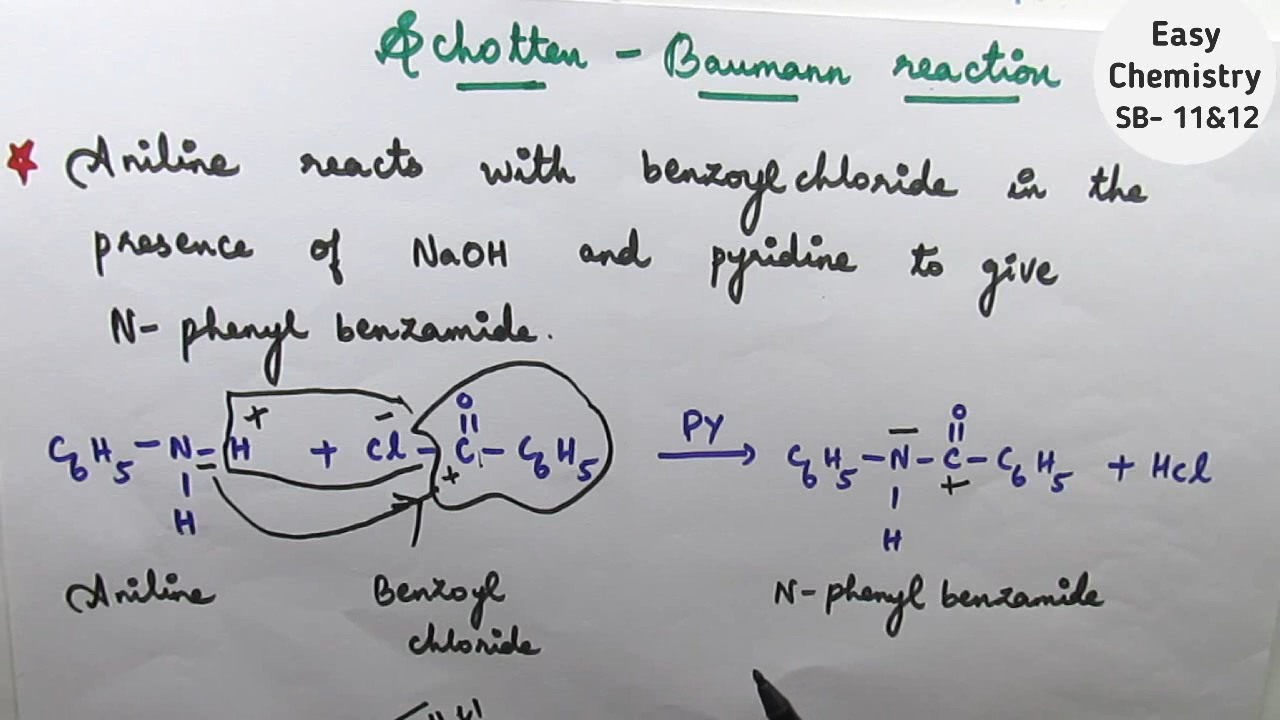 Schotten - Baumann reaction
Easy
Chemistry
SB- 11&12
Aniline reacts with benzoyl chloride in the
presence of NaOH and pyridine to give
N- phenyl benzamide.
+ - O O
|| PY - ||
C6H5 - N - H + Cl - C - C6H5 → C6H5 - N - C - C6H5 + HCl
| + | +
H H
Aniline Benzoyl N- phenyl benzamide
chloride